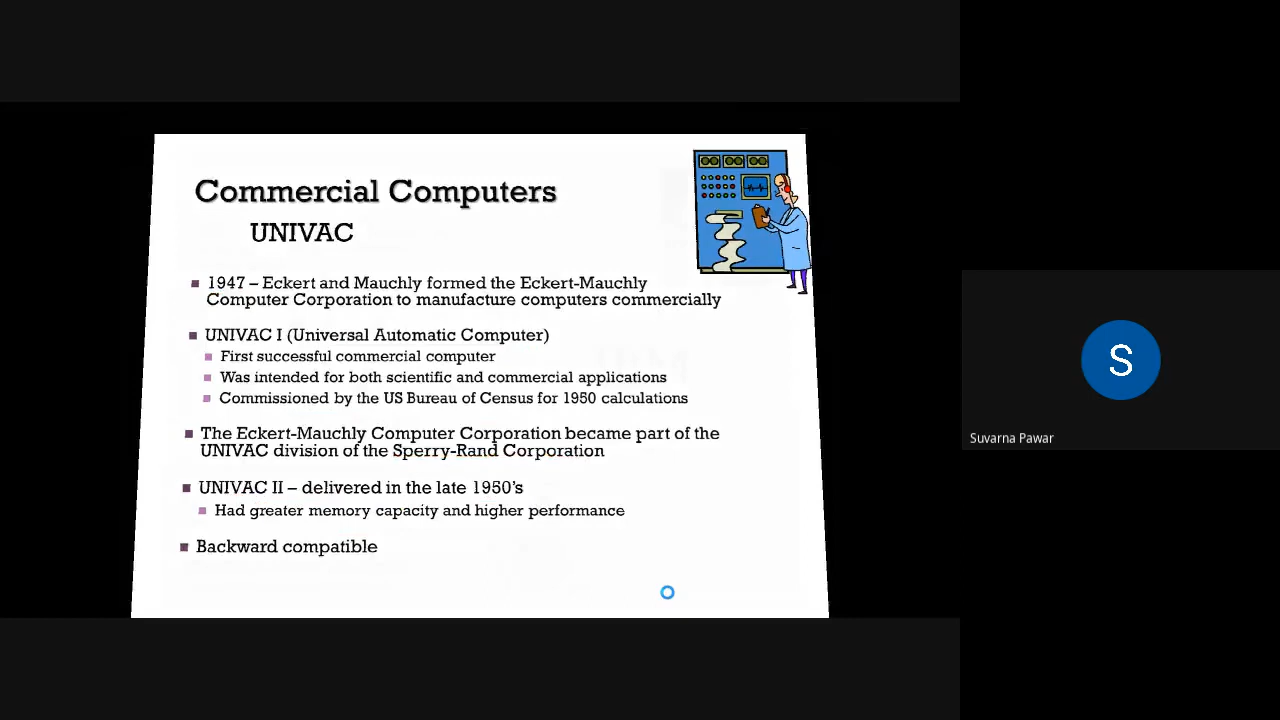 Commercial Computers
UNIVAC
1947 – Eckert and Mauchly formed the Eckert-Mauchly
Computer Corporation to manufacture computers commercially
UNIVAC I (Universal Automatic Computer)
First successful commercial computer
Was intended for both scientific and commercial applications
Commissioned by the US Bureau of Census for 1950 calculations
The Eckert-Mauchly Computer Corporation became part of the
UNIVAC division of the Sperry-Rand Corporation
UNIVAC II – delivered in the late 1950's
Had greater memory capacity and higher performance
Backward compatible
S
Suvarna Pawar